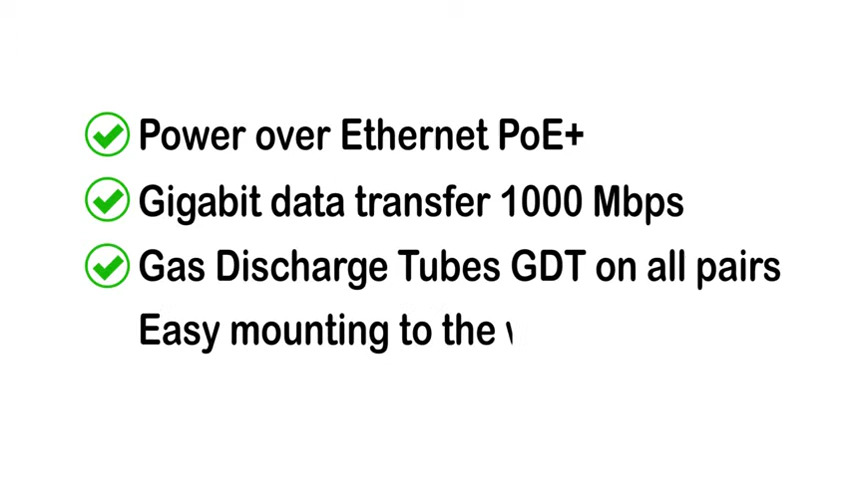 Power over Ethernet PoE+
Gigabit data transfer 1000 Mbps
Gas Discharge Tubes GDT on all pairs
Easy mounting to the